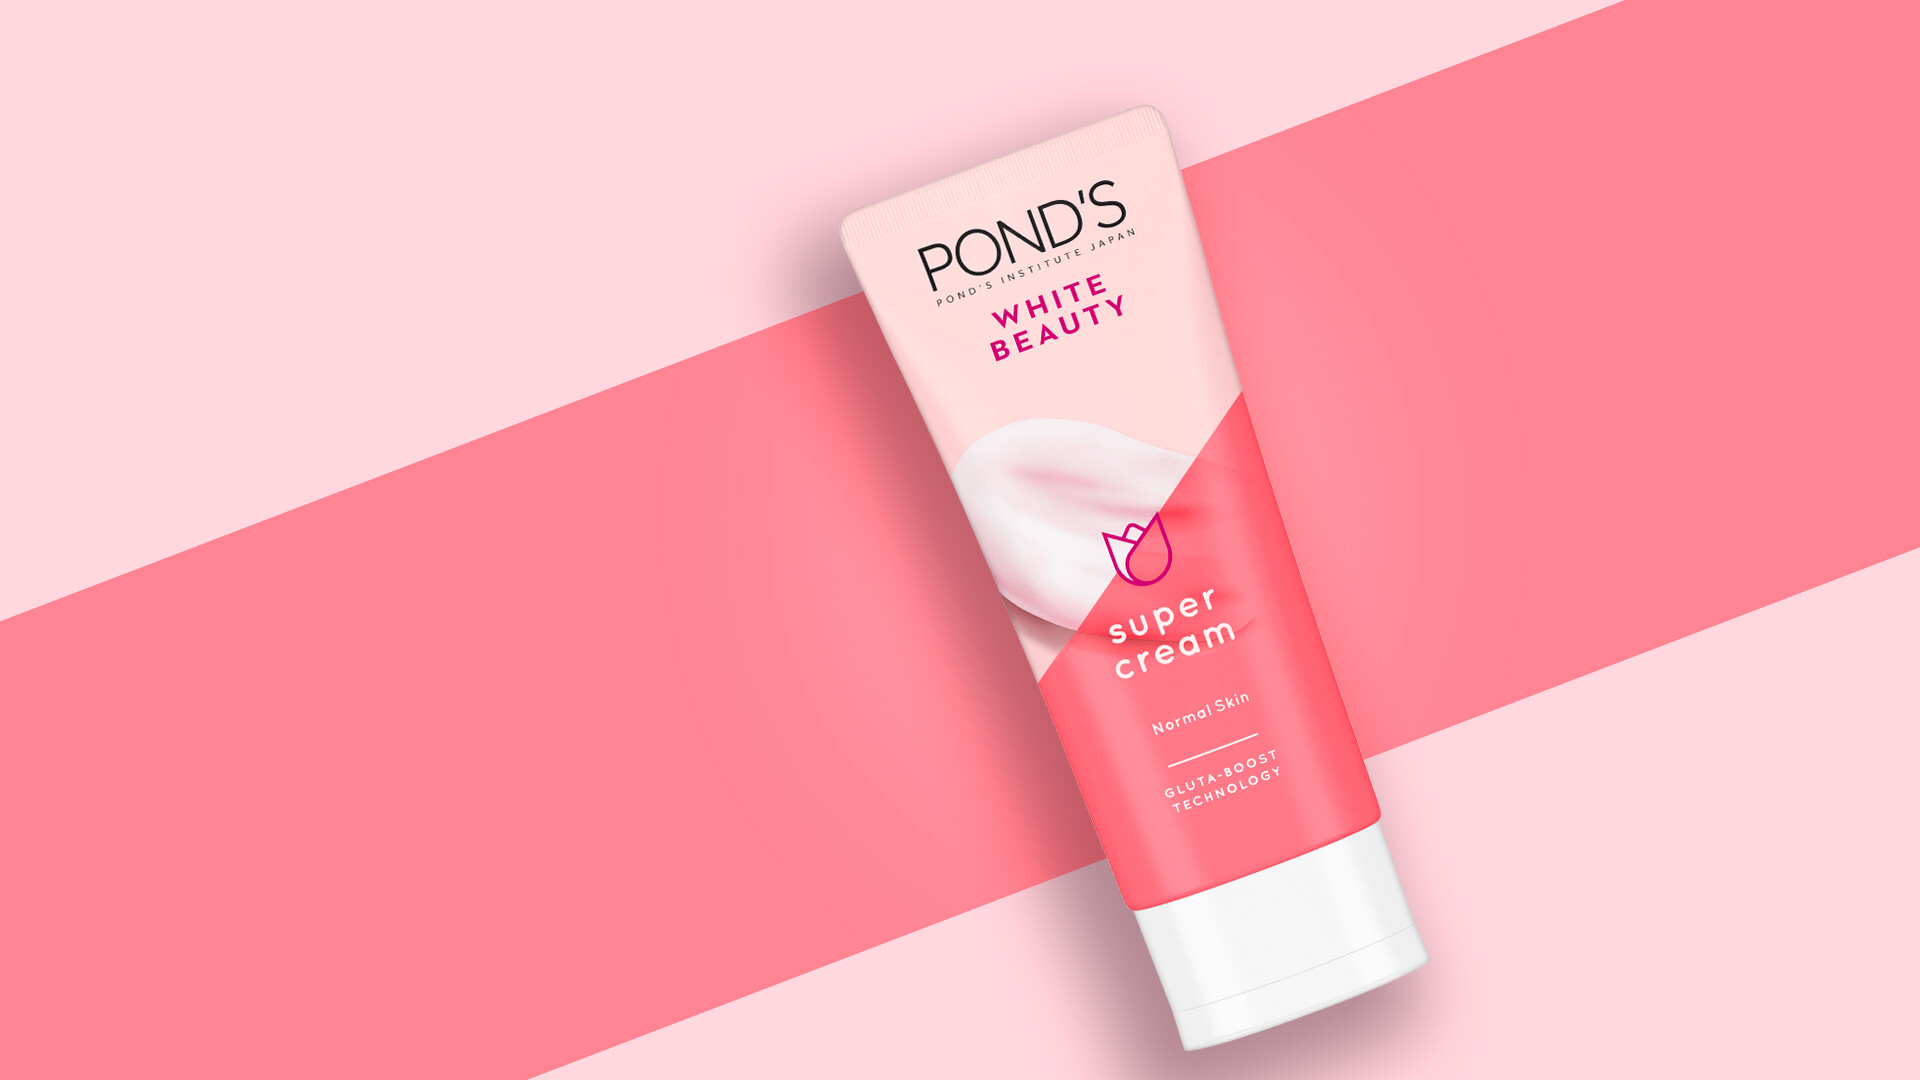 POND'S
POND'S INSTITUTE JAPAN
WHITE
BEAUTY
super
cream
Normal Skin
GLUTA-BOOST
TECHNOLOGY